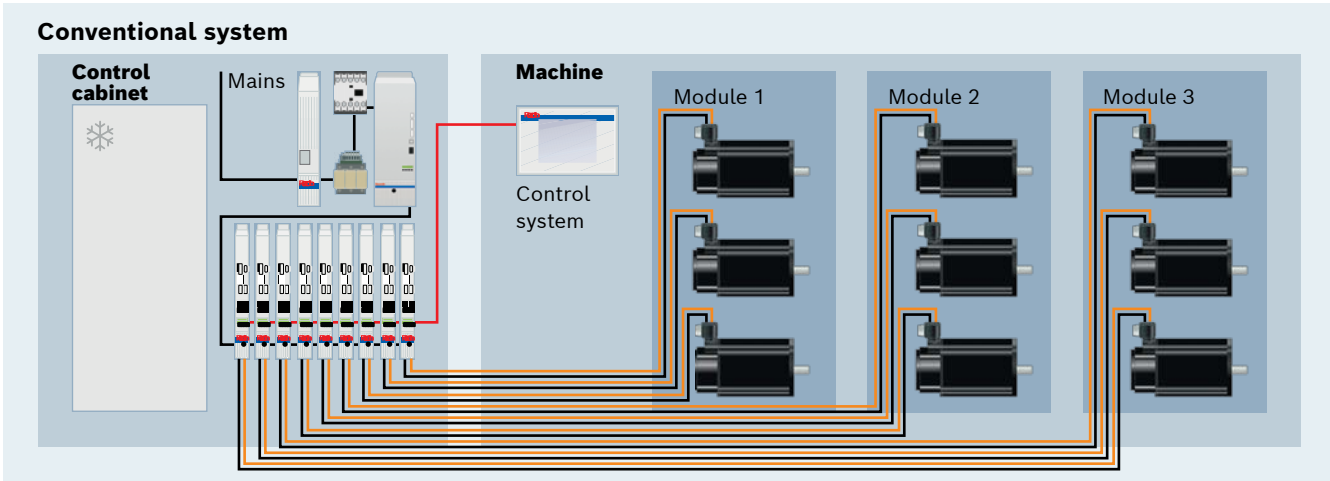 Conventional system
Control
cabinet
Mains
Machine
Control
system
Module 1
Module 2
Module 3